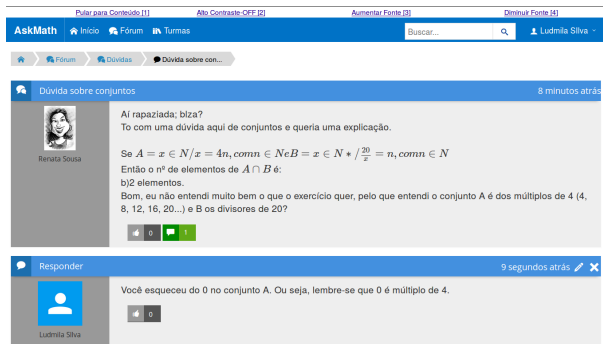 Pular para Conteúdo [1] Alto Contraste-OFF [2] Aumentar Fonte [3] Diminuir Fonte [4]
AskMath Início Fórum Turmas Buscar... Ludmila SIlva
Fórum Dúvidas Dúvida sobre con...
Dúvida sobre conjuntos 8 minutos atrás
Renata Sousa
Aí rapaziada; blza?
To com uma dúvida aqui de conjuntos e queria uma explicação.
Se A = x ∈ N/x = 4n, comn ∈ NeB = x ∈ N * /20/x = n, comn ∈ N
Então o nº de elementos de A ∩ B é:
b)2 elementos.
Bom, eu não entendi muito bem o que o exercício quer, pelo que entendi o conjunto A é dos múltiplos de 4 (4,
8, 12, 16, 20...) e B os divisores de 20?
0 1
Responder 9 segundos atrás
Você esqueceu do 0 no conjunto A. Ou seja, lembre-se que 0 é múltiplo de 4.
0
Ludmila SIlva